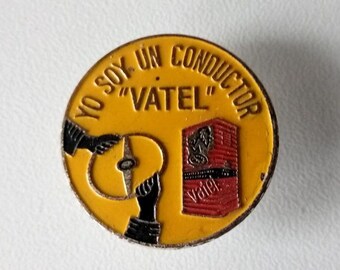 YO SOY UN CONDUCTOR
"VATEL"
Vatel